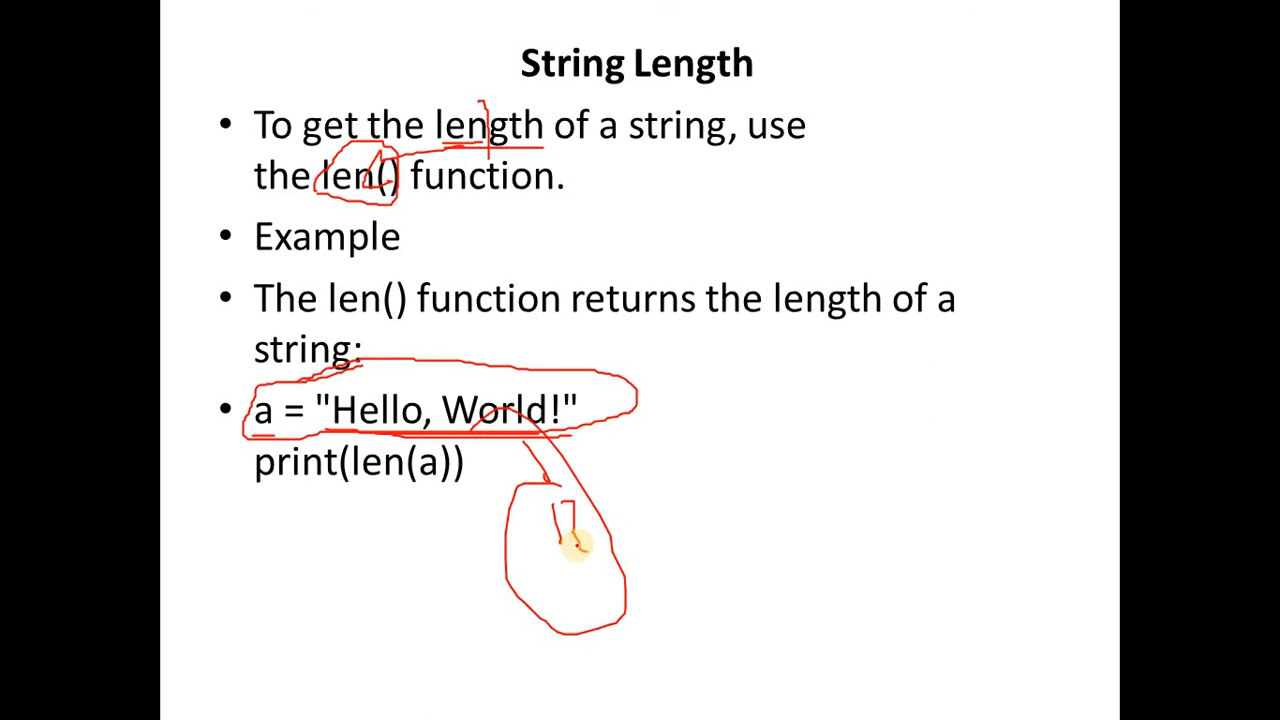 String Length
• To get the length of a string, use
the len() function.
• Example
• The len() function returns the length of a
string:
• a = "Hello, World!"
print(len(a))